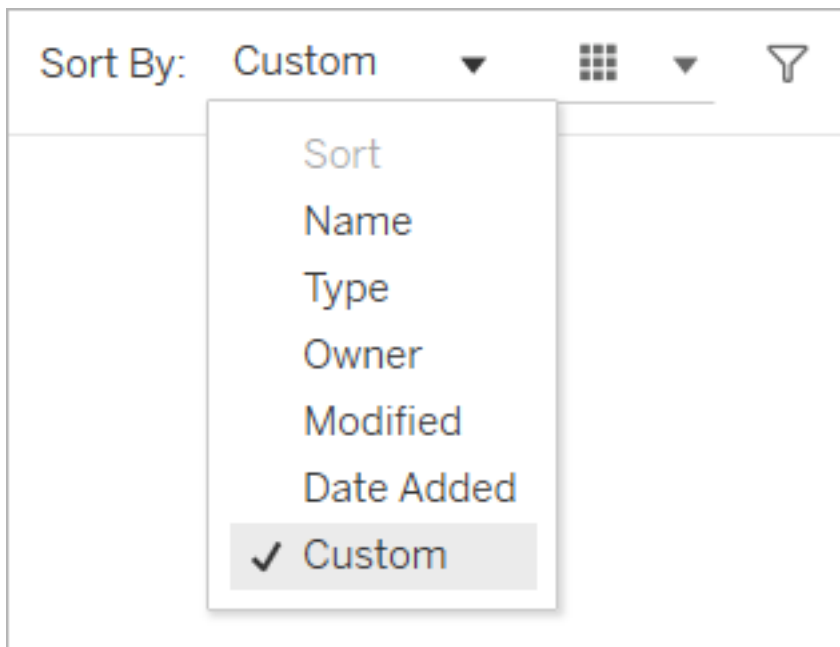 Sort By: Custom
Sort
Name
Type
Owner
Modified
Date Added
Custom